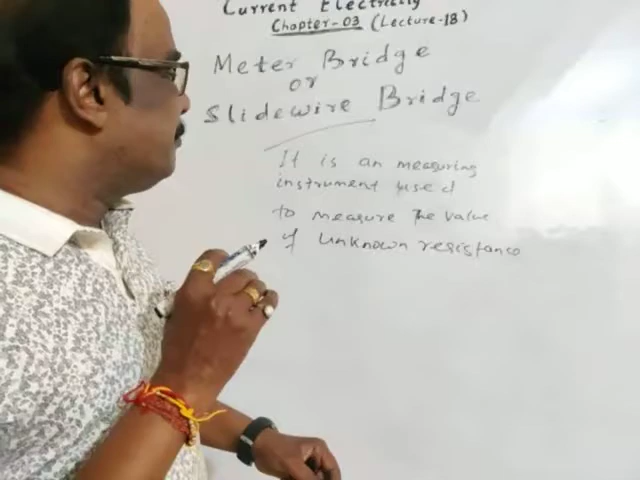 Current Electricity
Chapter-03 (Lecture-18)
Meter Bridge
or
Slidewire Bridge
It is an measuring
instrument used
to measure The value
of unknown resistance